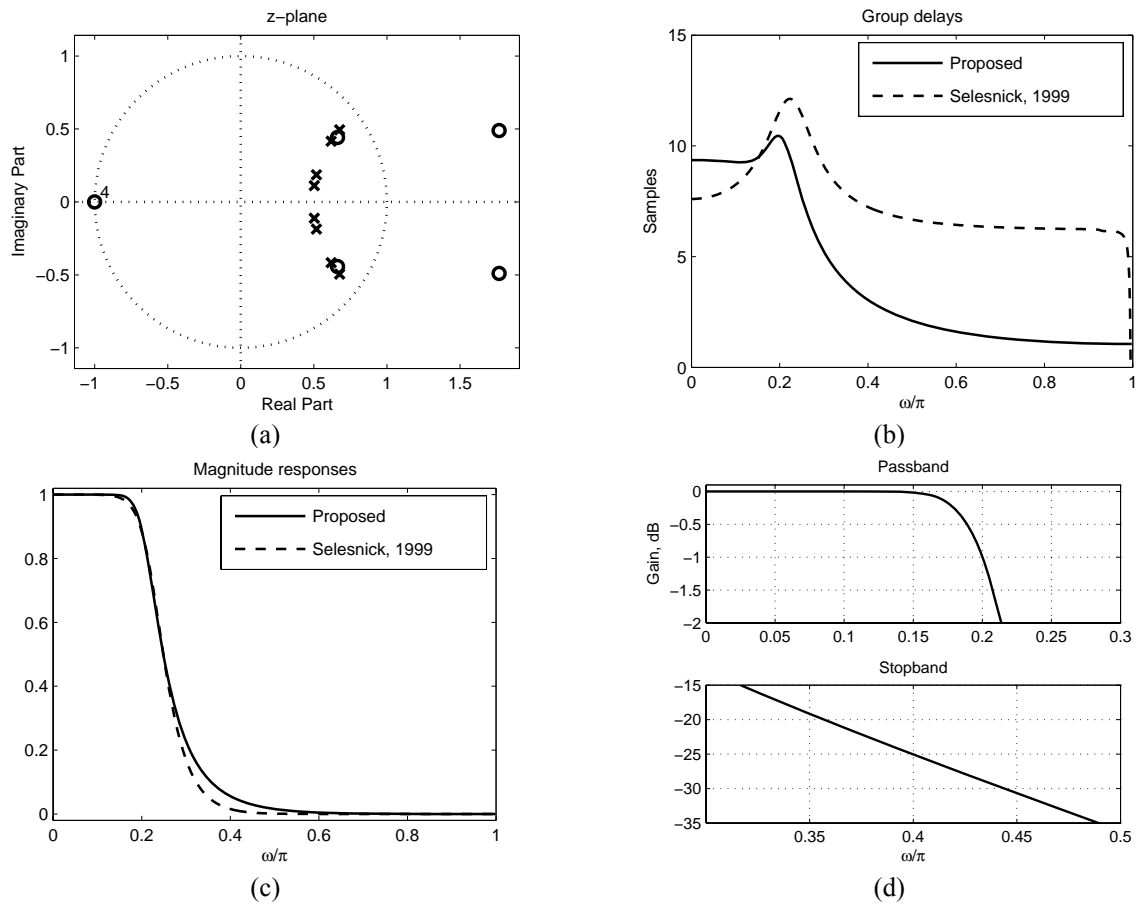 z−plane
1
0.5
0
−0.5
−1
Imaginary Part
4
−1
−0.5
0
0.5
1
1.5
Real Part
(a)
Group delays
15
10
5
0
Samples
Proposed
Selesnick, 1999
0
0.2
0.4
0.6
0.8
1
ω/π
(b)
Magnitude responses
1
0.8
0.6
0.4
0.2
0
Proposed
Selesnick, 1999
0
0.2
0.4
0.6
0.8
1
ω/π
(c)
Passband
0
−0.5
−1
−1.5
−2
Gain, dB
0
0.05
0.1
0.15
0.2
0.25
0.3
Stopband
−15
−20
−25
−30
−35
0.35
0.4
0.45
0.5
ω/π
(d)